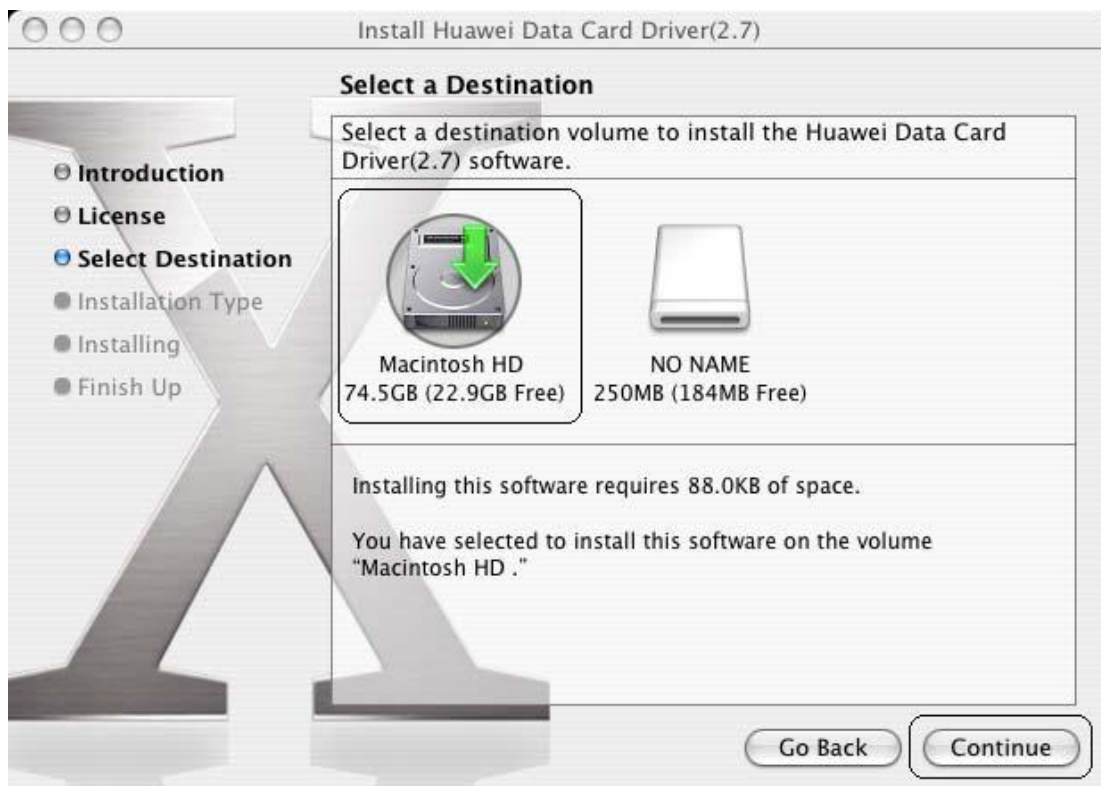 Install Huawei Data Card Driver(2.7)
Select a Destination
Select a destination volume to install the Huawei Data Card
Driver(2.7) software.
Introduction
License
Select Destination
Installation Type
Installing
Finish Up
Macintosh HD
74.5GB (22.9GB Free)
NO NAME
250MB (184MB Free)
Installing this software requires 88.0KB of space.
You have selected to install this software on the volume
“Macintosh HD .”
Go Back
Continue